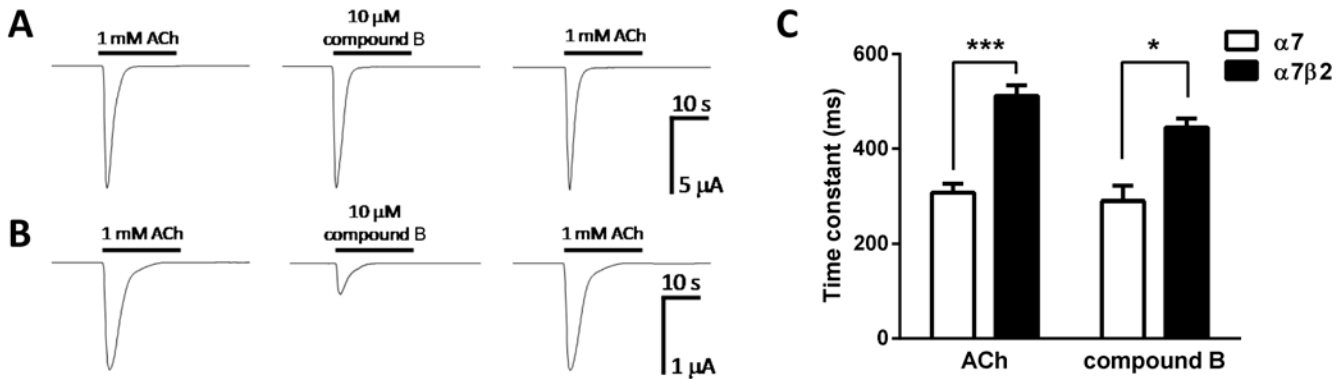 A
1 mM ACh
10 µM
compound B
1 mM ACh
10 s
5 µA
B
1 mM ACh
10 µM
compound B
1 mM ACh
10 s
1 µA
C
Time constant (ms)
600
400
200
0
***
*
α7
α7β2
ACh
compound B